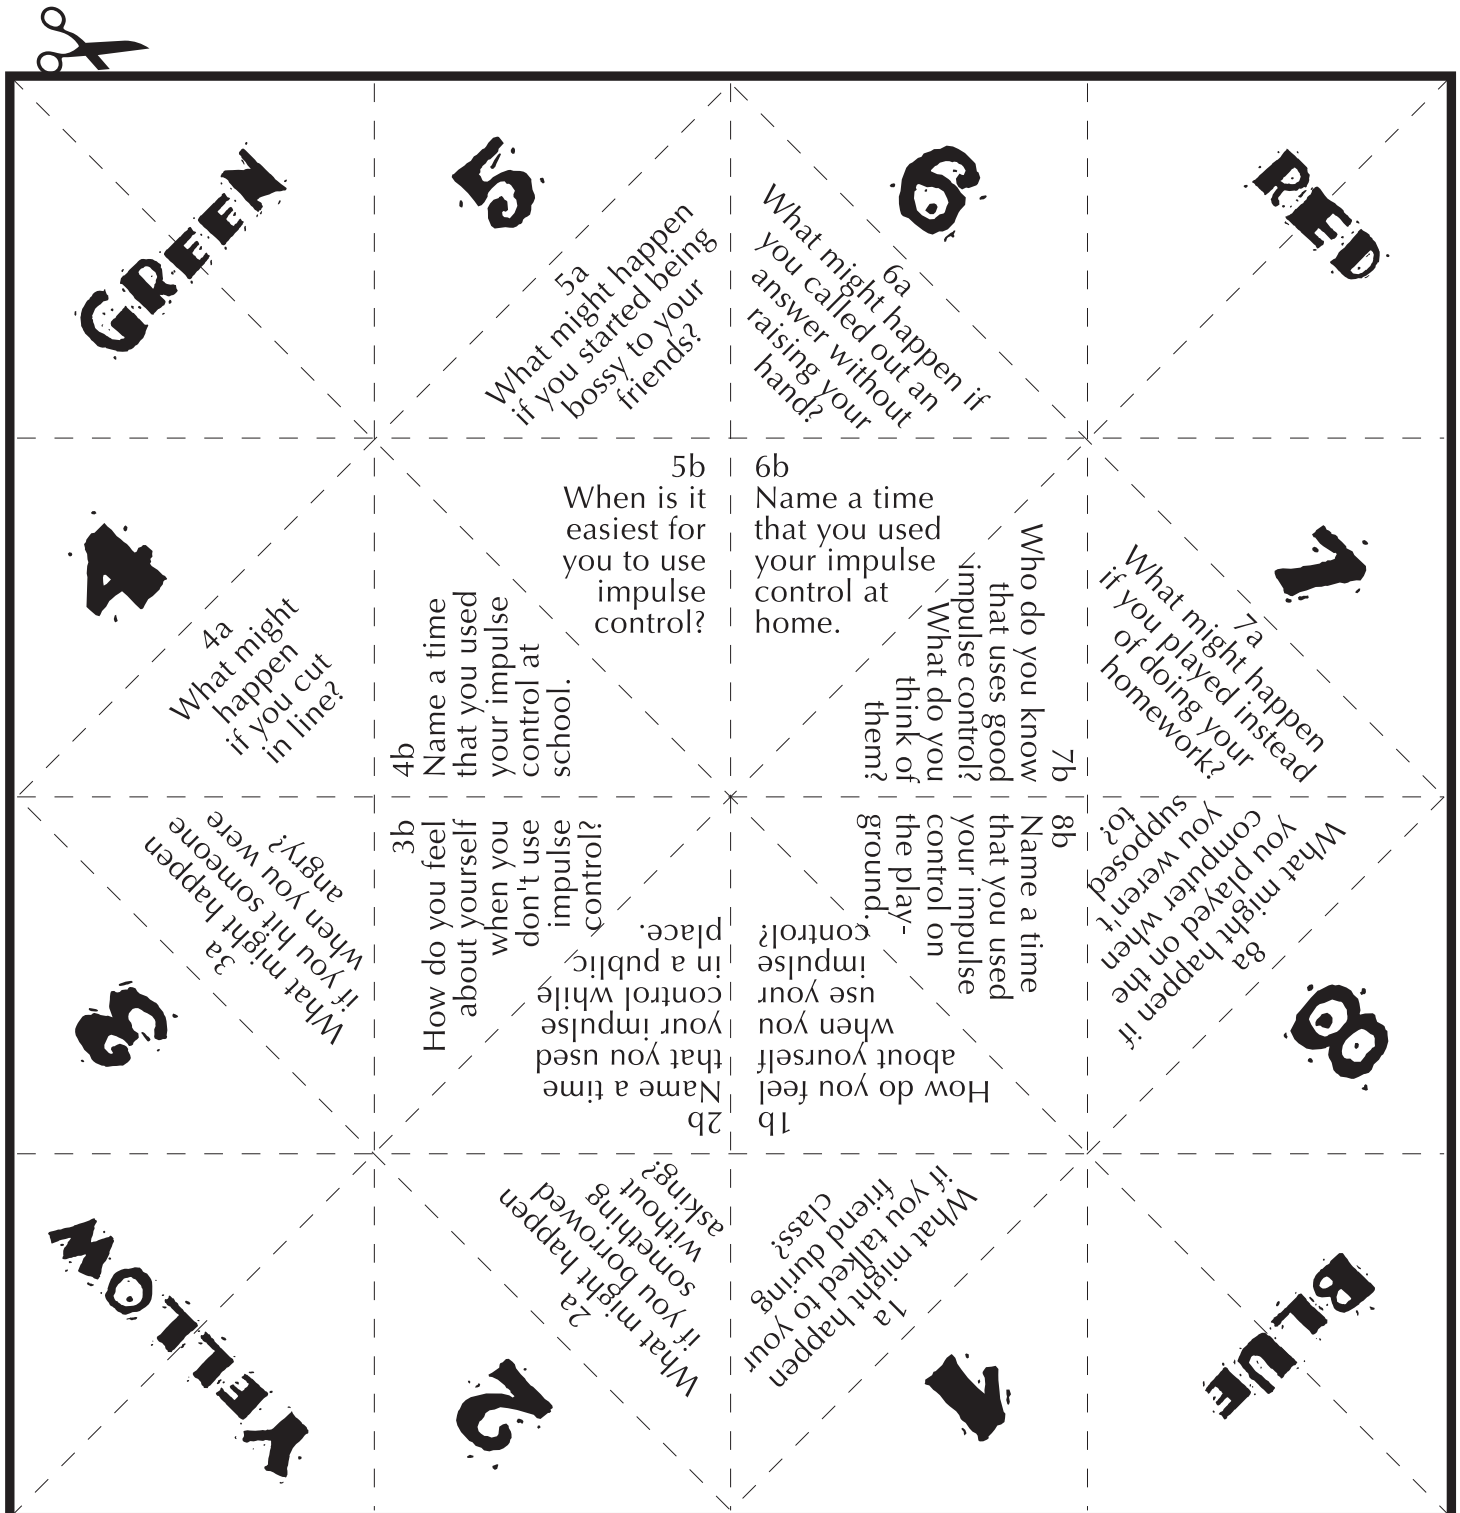 GREEN
5
6
RED
5a
What might happen
if you started being
bossy to your
friends?
6a
What might happen if
you called out an
answer without
raising your
hand?
4
4a
What might
happen
if you cut
in line?
4b
Name a time
that you used
your impulse
control at
school.
5b
When is it
easiest for
you to use
impulse
control?
6b
Name a time
that you used
your impulse
control at
home.
7b
Who do you know
that uses good
impulse control?
What do you
think of
them?
7
7a
What might happen
if you played instead
of doing your
homework?
3
3a
What might happen
if you hit someone
when you were
angry?
3b
How do you feel
about yourself
when you
don't use
impulse
control?
2b
Name a time
that you used
your impulse
control while
in a public
place.
1b
How do you feel
about yourself
when you
use your
impulse
control?
8b
Name a time
that you used
your impulse
control on
the play-
ground.
8
8a
What might happen if
you played on the
computer when
you weren't
supposed
to?
YELLOW
2
2a
What might happen
if you borrowed
something
without
asking?
1
1a
What might happen
if you talked to your
friend during
class?
BLUE